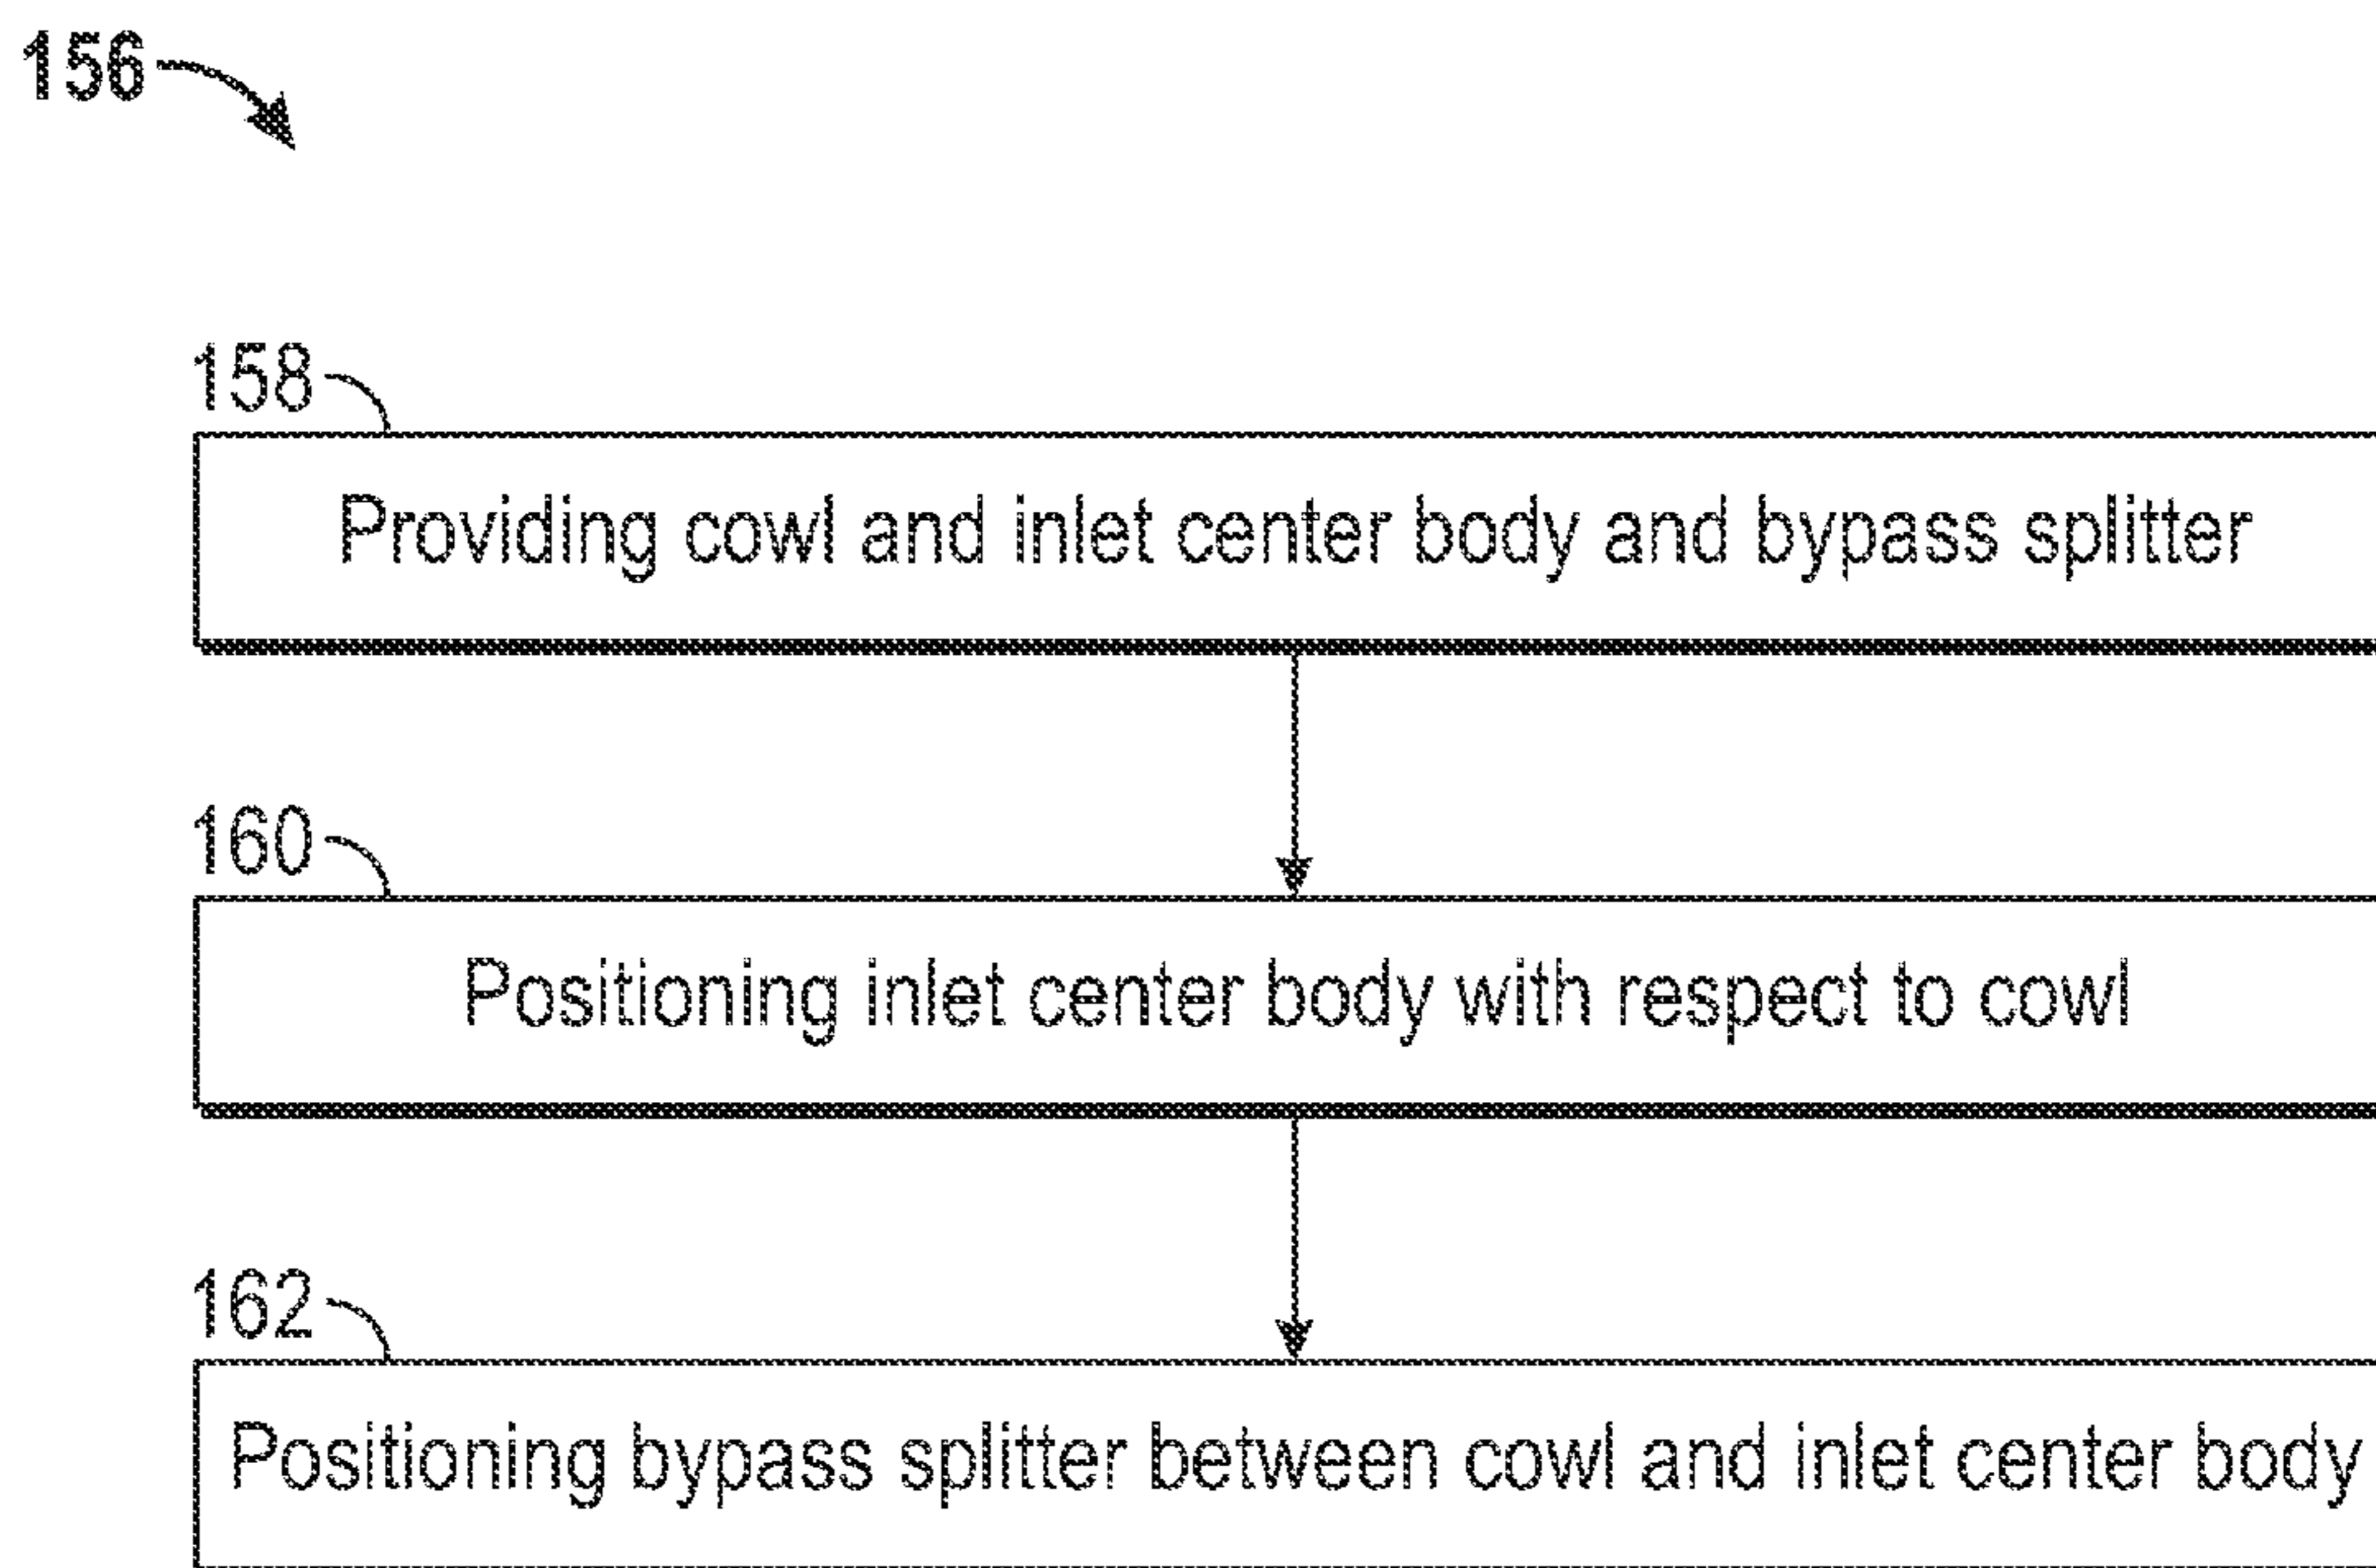 156
158
Providing cowl and inlet center body and bypass splitter
160
Positioning inlet center body with respect to cowl
162
Positioning bypass splitter between cowl and inlet center body